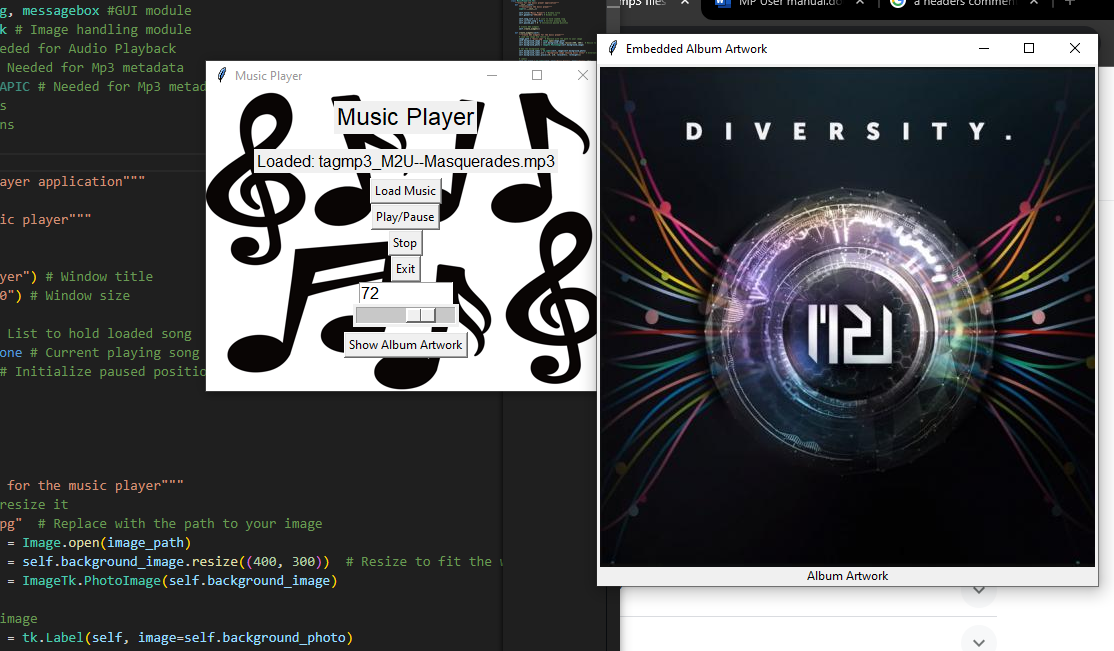 g, messagebox #GUI module
k # Image handling module
eded for Audio Playback
Needed for Mp3 metadata
APIC # Needed for Mp3 metad
s
ns
ayer application"""
ic player"""
yer") # Window title
0") # Window size
List to hold loaded song
one # Current playing song
# Initialize paused positio
for the music player"""
resize it
pg" # Replace with the path to your image
= Image.open(image_path)
= self.background_image.resize((400, 300)) # Resize to fit the w
= ImageTk.PhotoImage(self.background_image)
image
= tk.Label(self, image=self.background_photo)
Music Player
Music Player
Loaded: tagmp3_M2U--Masquerades.mp3
Load Music
Play/Pause
Stop
Exit
72
Show Album Artwork
mp3 files
MP User manual.do
a headers comment
Embedded Album Artwork
DIVERSITY.
M2U
Album Artwork